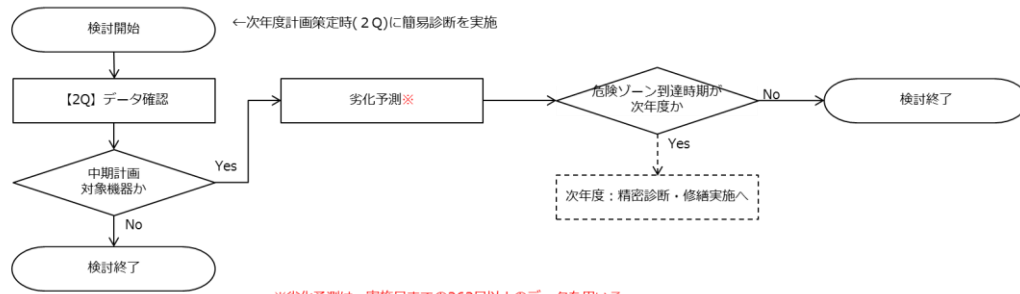 検討開始
←次年度計画策定時(2Q)に簡易診断を実施
【2Q】データ確認
劣化予測※
危険ゾーン到達時期が
次年度か
No
検討終了
Yes
中期計画
対象機器か
Yes
次年度：精密診断・修繕実施へ
No
検討終了